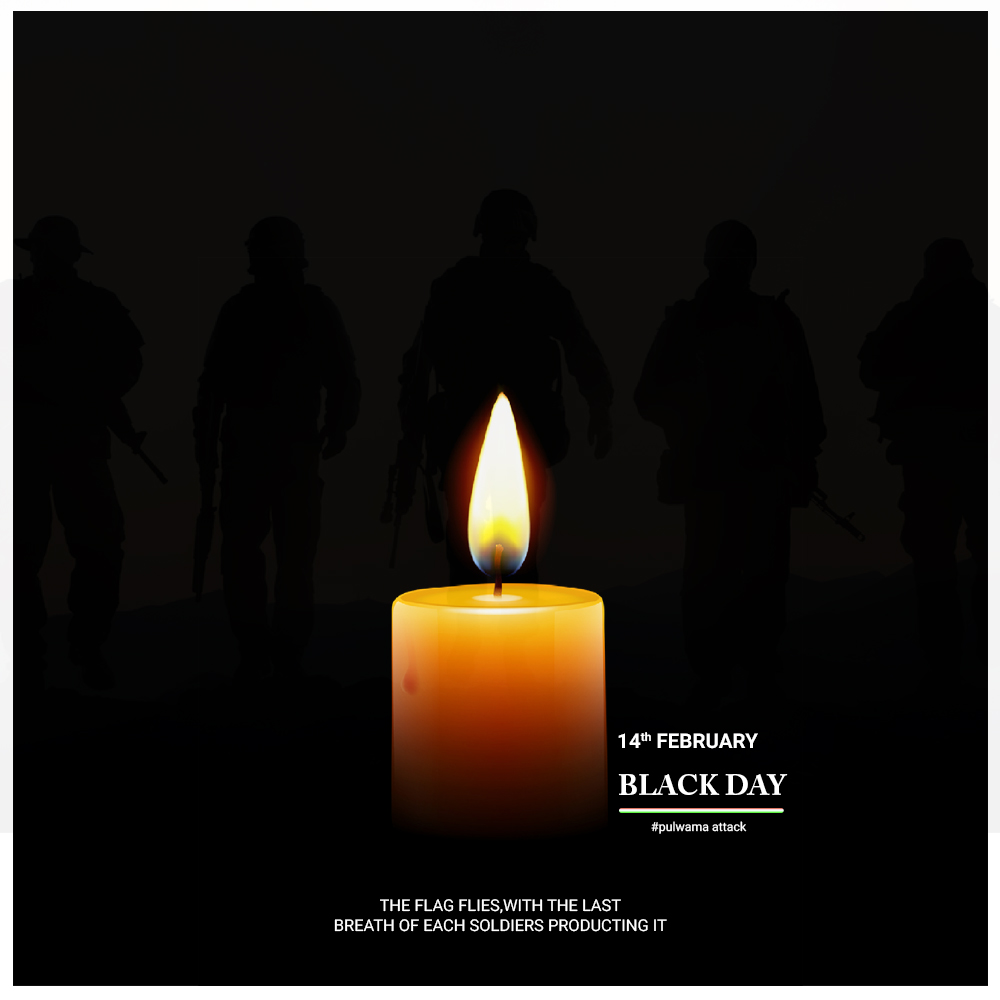 14th FEBRUARY
BLACK DAY
#pulwama attack
THE FLAG FLIES,WITH THE LAST
BREATH OF EACH SOLDIERS PRODUCTING IT